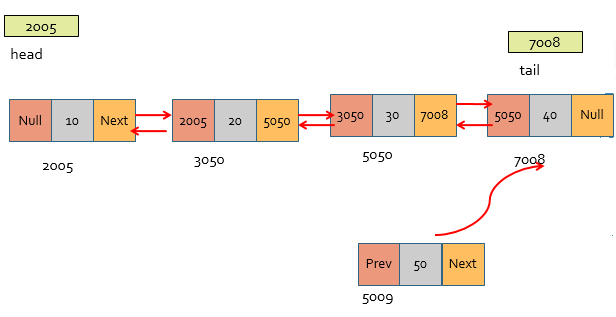 2005
head
7008
tail
Null 10 Next
2005 20 5050
3050 30 7008
5050 40 Null
2005
3050
5050
7008
Prev 50 Next
5009